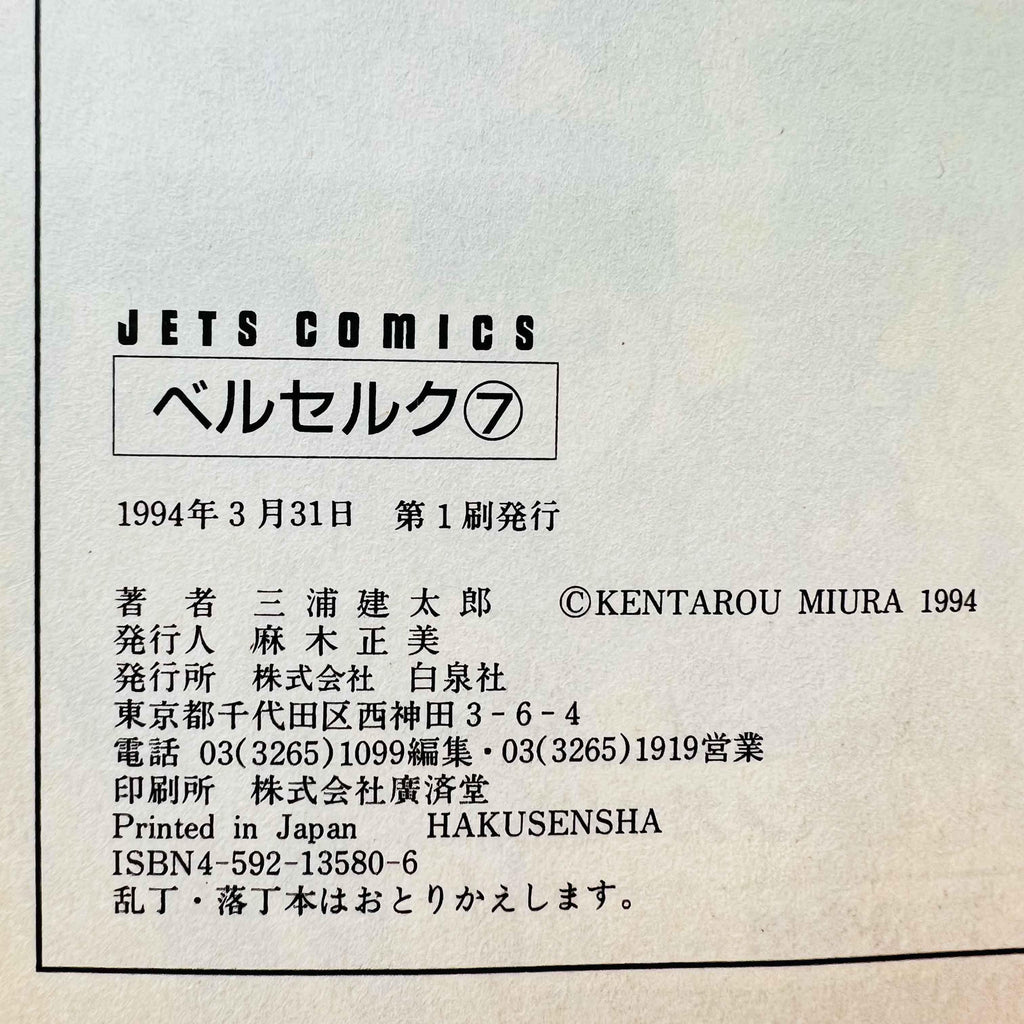 JETS COMICS
ベルセルク⑦
1994年3月31日　第1刷発行
著　者　三浦建太郎　©KENTAROU MIURA 1994
発行人　麻木正美
発行所　株式会社　白泉社
東京都千代田区西神田3-6-4
電話 03(3265)1099編集・03(3265)1919営業
印刷所　株式会社廣済堂
Printed in Japan　HAKUSENSHA
ISBN4-592-13580-6
乱丁・落丁本はおとりかえします。